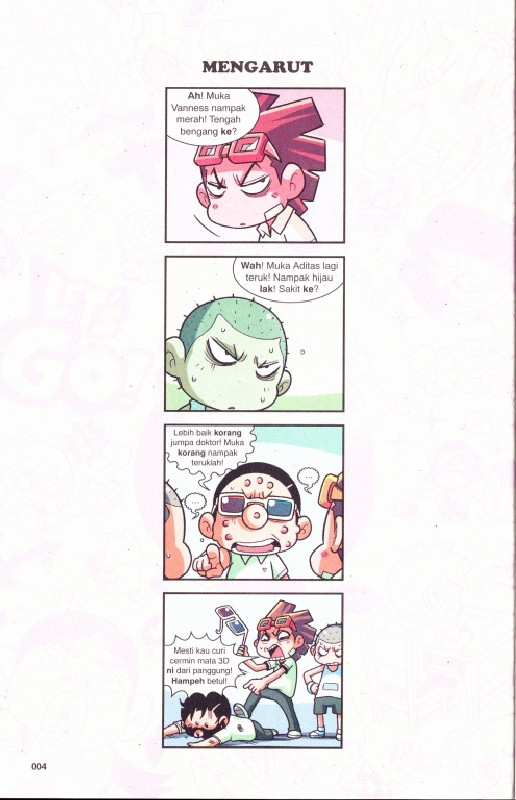 MENGARUT
Ah! Muka
Vanness nampak
merah! Tengah
bengang ke?
Wah! Muka Aditas lagi
teruk! Nampak hijau
lak! Sakit ke?
Lebih baik korang
jumpa doktor! Muka
korang nampak
teruklah!
...
...
Mesti kau curi
cermin mata 3D
ni dari panggung!
Hampeh betul!
004